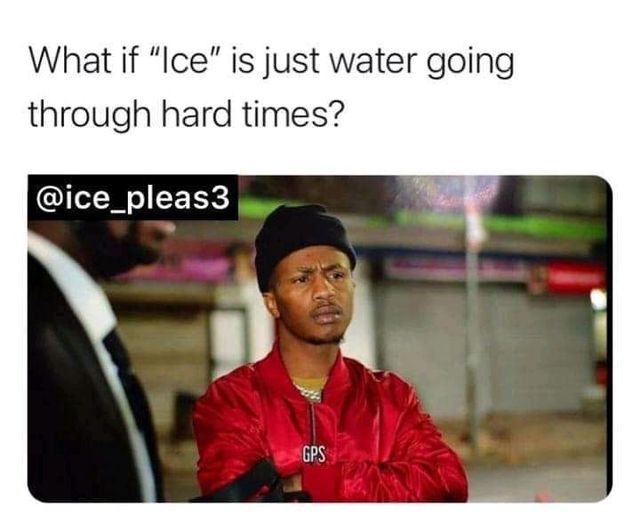 What if “Ice” is just water going
through hard times?
@ice_pleas3
GPS